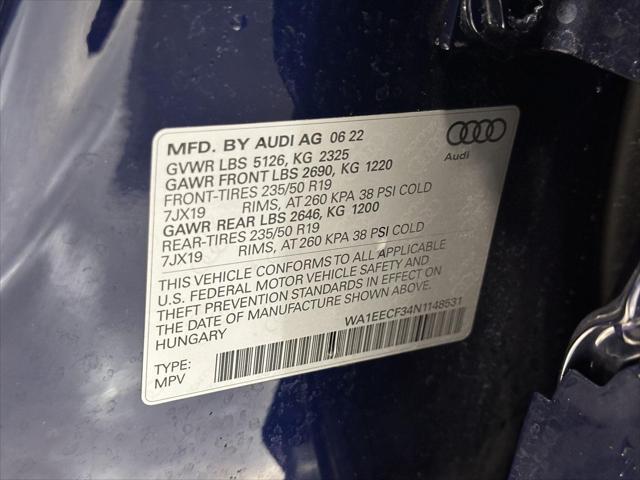 MFD. BY AUDI AG 06 22
GVWR LBS 5126, KG 2325
GAWR FRONT LBS 2690, KG 1220
FRONT-TIRES 235/50 R19
7JX19 RIMS, AT 260 KPA 38 PSI COLD
GAWR REAR LBS 2646, KG 1200
REAR-TIRES 235/50 R19
7JX19 RIMS, AT 260 KPA 38 PSI COLD
THIS VEHICLE CONFORMS TO ALL APPLICABLE
U.S. FEDERAL MOTOR VEHICLE SAFETY AND
THEFT PREVENTION STANDARDS IN EFFECT ON
THE DATE OF MANUFACTURE SHOWN ABOVE.
HUNGARY
WA1EECF34N1148531
TYPE:
MPV
Audi